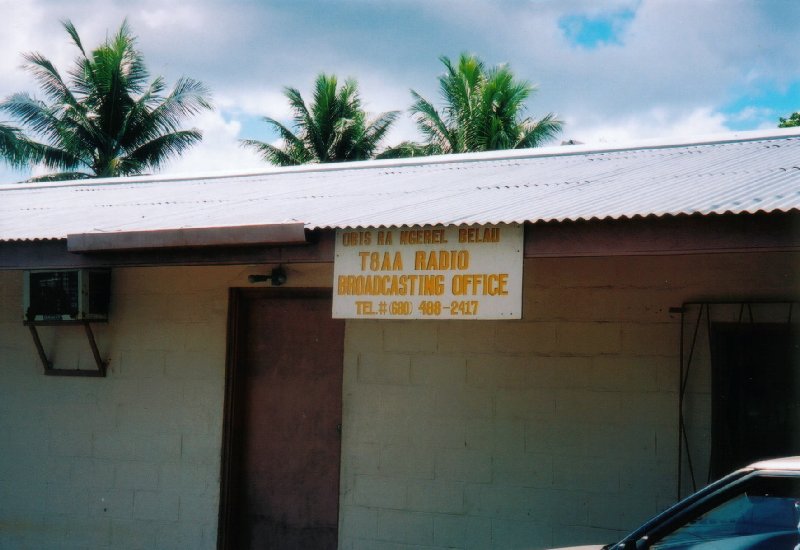 OBIS RA NGEREL BELAU
T8AA RADIO
BROADCASTING OFFICE
TEL.# (680) 488-2417